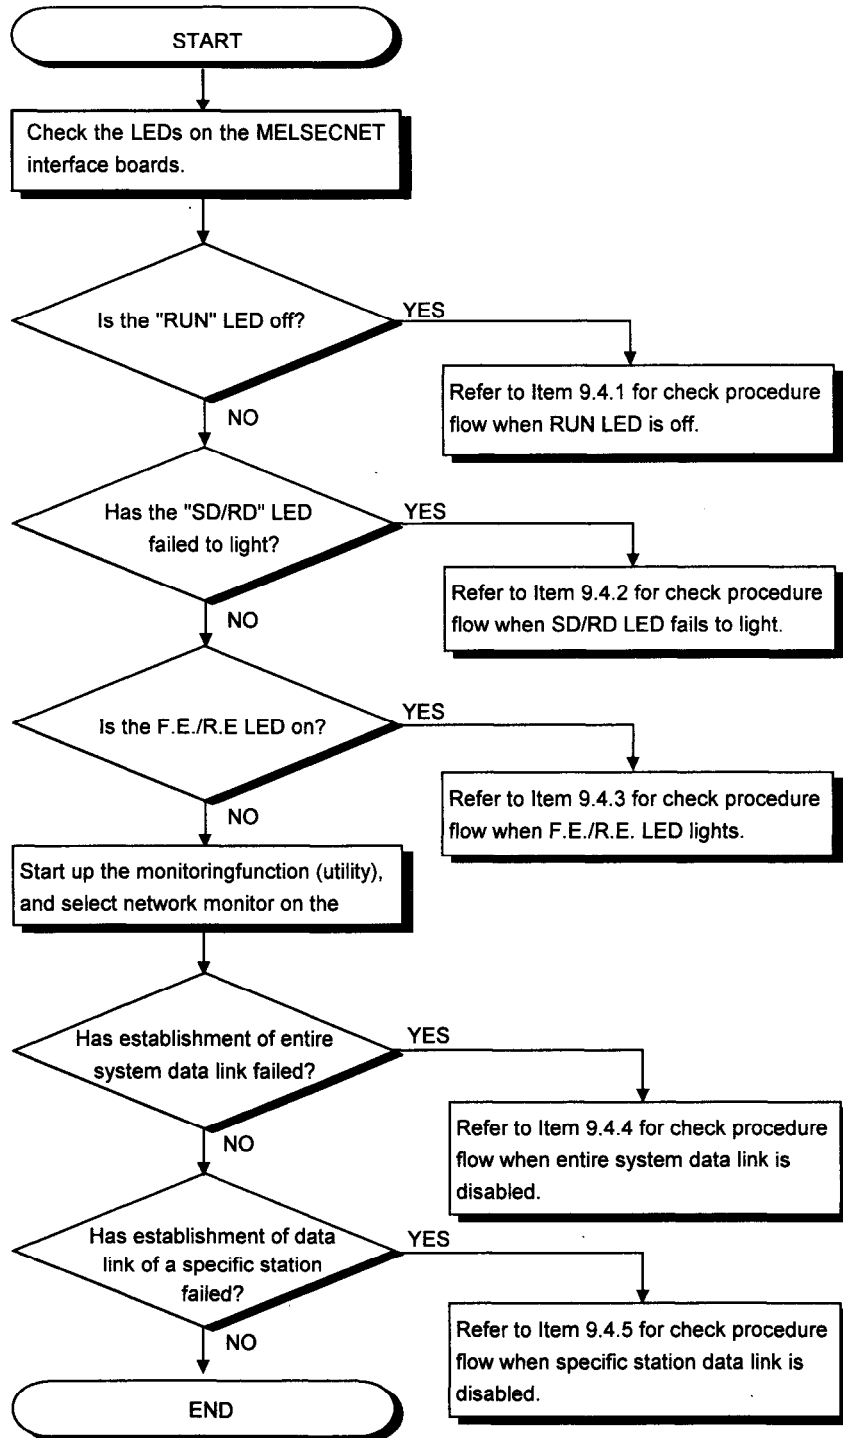 START
Check the LEDs on the MELSECNET
interface boards.
Is the "RUN" LED off?
YES
Refer to Item 9.4.1 for check procedure
flow when RUN LED is off.
NO
Has the "SD/RD" LED
failed to light?
YES
Refer to Item 9.4.2 for check procedure
flow when SD/RD LED fails to light.
NO
Is the F.E./R.E LED on?
YES
Refer to Item 9.4.3 for check procedure
flow when F.E./R.E. LED lights.
NO
Start up the monitoringfunction (utility),
and select network monitor on the
Has establishment of entire
system data link failed?
YES
Refer to Item 9.4.4 for check procedure
flow when entire system data link is
disabled.
NO
Has establishment of data
link of a specific station
failed?
YES
Refer to Item 9.4.5 for check procedure
flow when specific station data link is
disabled.
NO
END